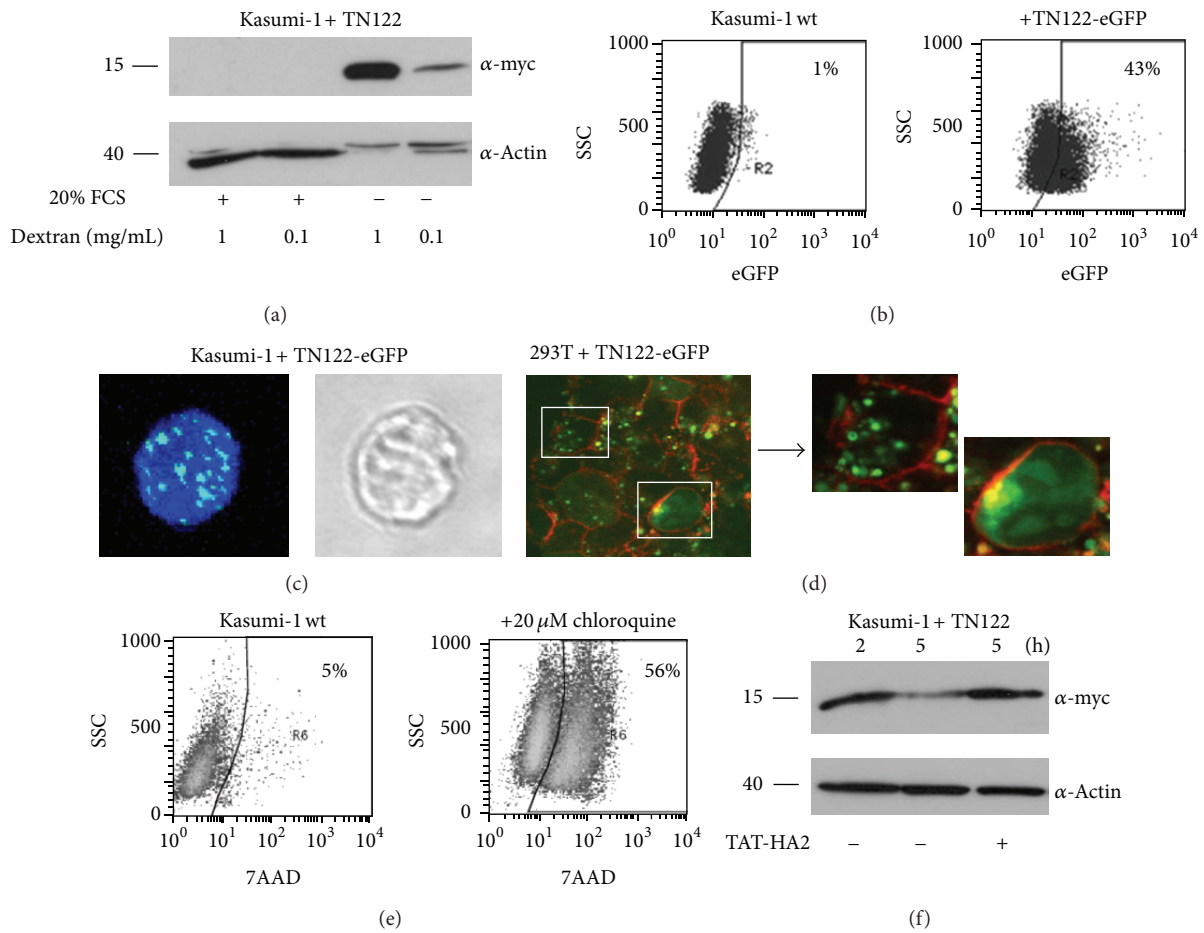 Kasumi-1 + TN122
15
α-myc
40
α-Actin
20% FCS + + − −
Dextran (mg/mL) 1 0.1 1 0.1
(a)
Kasumi-1 wt
+TN122-eGFP
1000
500
0
SSC
1%
R2
10⁰ 10¹ 10² 10³ 10⁴
eGFP
1000
500
0
SSC
43%
R2
10⁰ 10¹ 10² 10³ 10⁴
eGFP
(b)
Kasumi-1 + TN122-eGFP
(c)
293T + TN122-eGFP
(d)
Kasumi-1 wt
+20 μM chloroquine
1000
500
0
SSC
5%
R6
10⁰ 10¹ 10² 10³ 10⁴
7AAD
1000
500
0
SSC
56%
R6
10⁰ 10¹ 10² 10³ 10⁴
7AAD
(e)
Kasumi-1 + TN122
2 5 5 (h)
15
α-myc
40
α-Actin
TAT-HA2 − − +
(f)